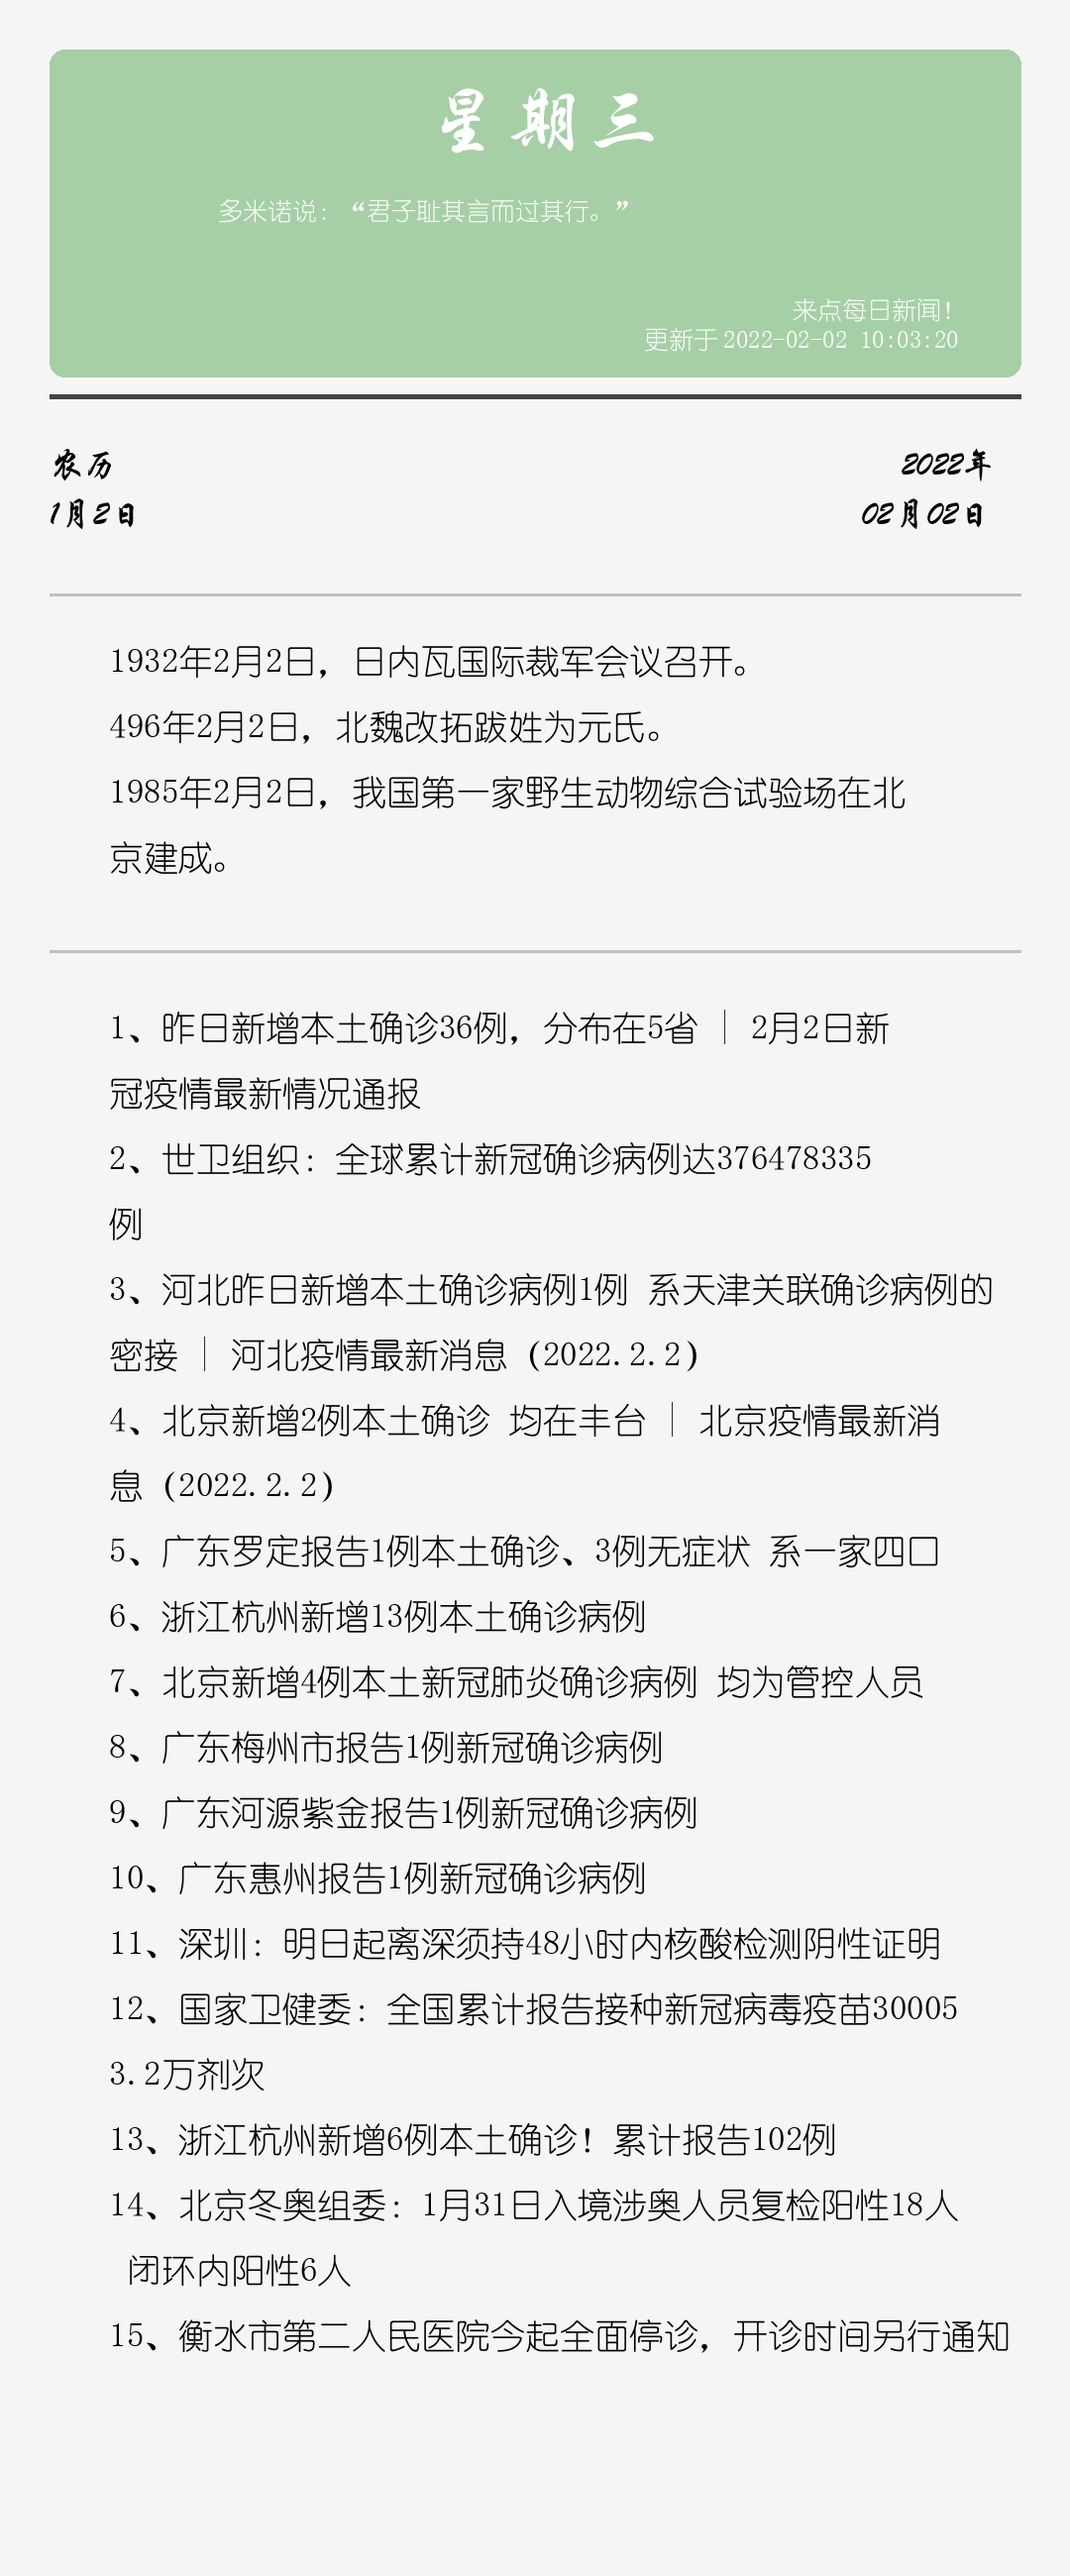 星期三
多米诺说：“君子耻其言而过其行。”
来点每日新闻！
更新于2022-02-02 10:03:20
农历
2022年
1月2日
02月02日
1932年2月2日，日内瓦国际裁军会议召开。
496年2月2日，北魏改拓跋姓为元氏。
1985年2月2日，我国第一家野生动物综合试验场在北
京建成。
1、昨日新增本土确诊36例，分布在5省 | 2月2日新
冠疫情最新情况通报
2、世卫组织：全球累计新冠确诊病例达376478335
例
3、河北昨日新增本土确诊病例1例 系天津关联确诊病例的
密接 | 河北疫情最新消息（2022.2.2）
4、北京新增2例本土确诊 均在丰台 | 北京疫情最新消
息（2022.2.2）
5、广东罗定报告1例本土确诊、3例无症状 系一家四口
6、浙江杭州新增13例本土确诊病例
7、北京新增4例本土新冠肺炎确诊病例 均为管控人员
8、广东梅州市报告1例新冠确诊病例
9、广东河源紫金报告1例新冠确诊病例
10、广东惠州报告1例新冠确诊病例
11、深圳：明日起离深须持48小时内核酸检测阴性证明
12、国家卫健委：全国累计报告接种新冠病毒疫苗30005
3.2万剂次
13、浙江杭州新增6例本土确诊！累计报告102例
14、北京冬奥组委：1月31日入境涉奥人员复检阳性18人
闭环内阳性6人
15、衡水市第二人民医院今起全面停诊，开诊时间另行通知